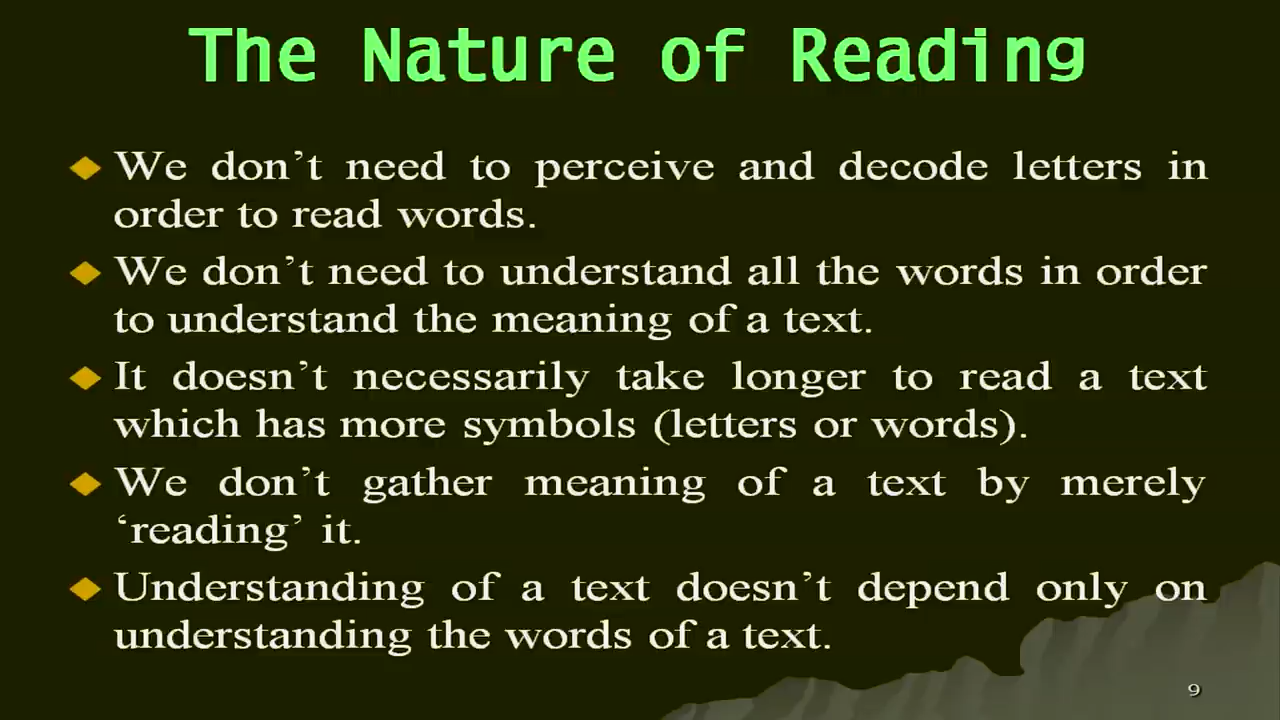 The Nature of Reading
We don’t need to perceive and decode letters in
order to read words.
We don’t need to understand all the words in order
to understand the meaning of a text.
It doesn’t necessarily take longer to read a text
which has more symbols (letters or words).
We don’t gather meaning of a text by merely
‘reading’ it.
Understanding of a text doesn’t depend only on
understanding the words of a text.
9